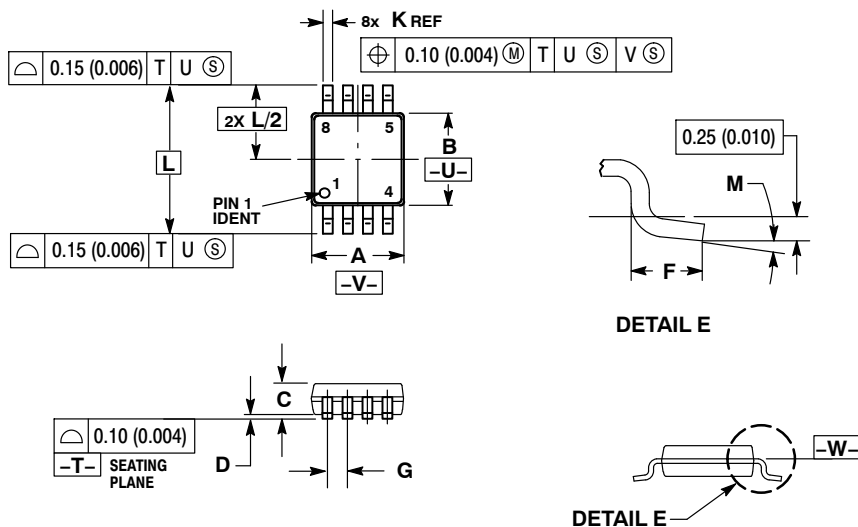 8x K REF
⌖ 0.10 (0.004) Ⓜ T U Ⓢ V Ⓢ
⌓ 0.15 (0.006) T U Ⓢ
2X L/2
L
8 5
B
–U–
1 4
PIN 1
IDENT
⌓ 0.15 (0.006) T U Ⓢ
A
–V–
0.25 (0.010)
M
F
DETAIL E
C
⌓ 0.10 (0.004)
–T– SEATING
PLANE
D
G
–W–
DETAIL E